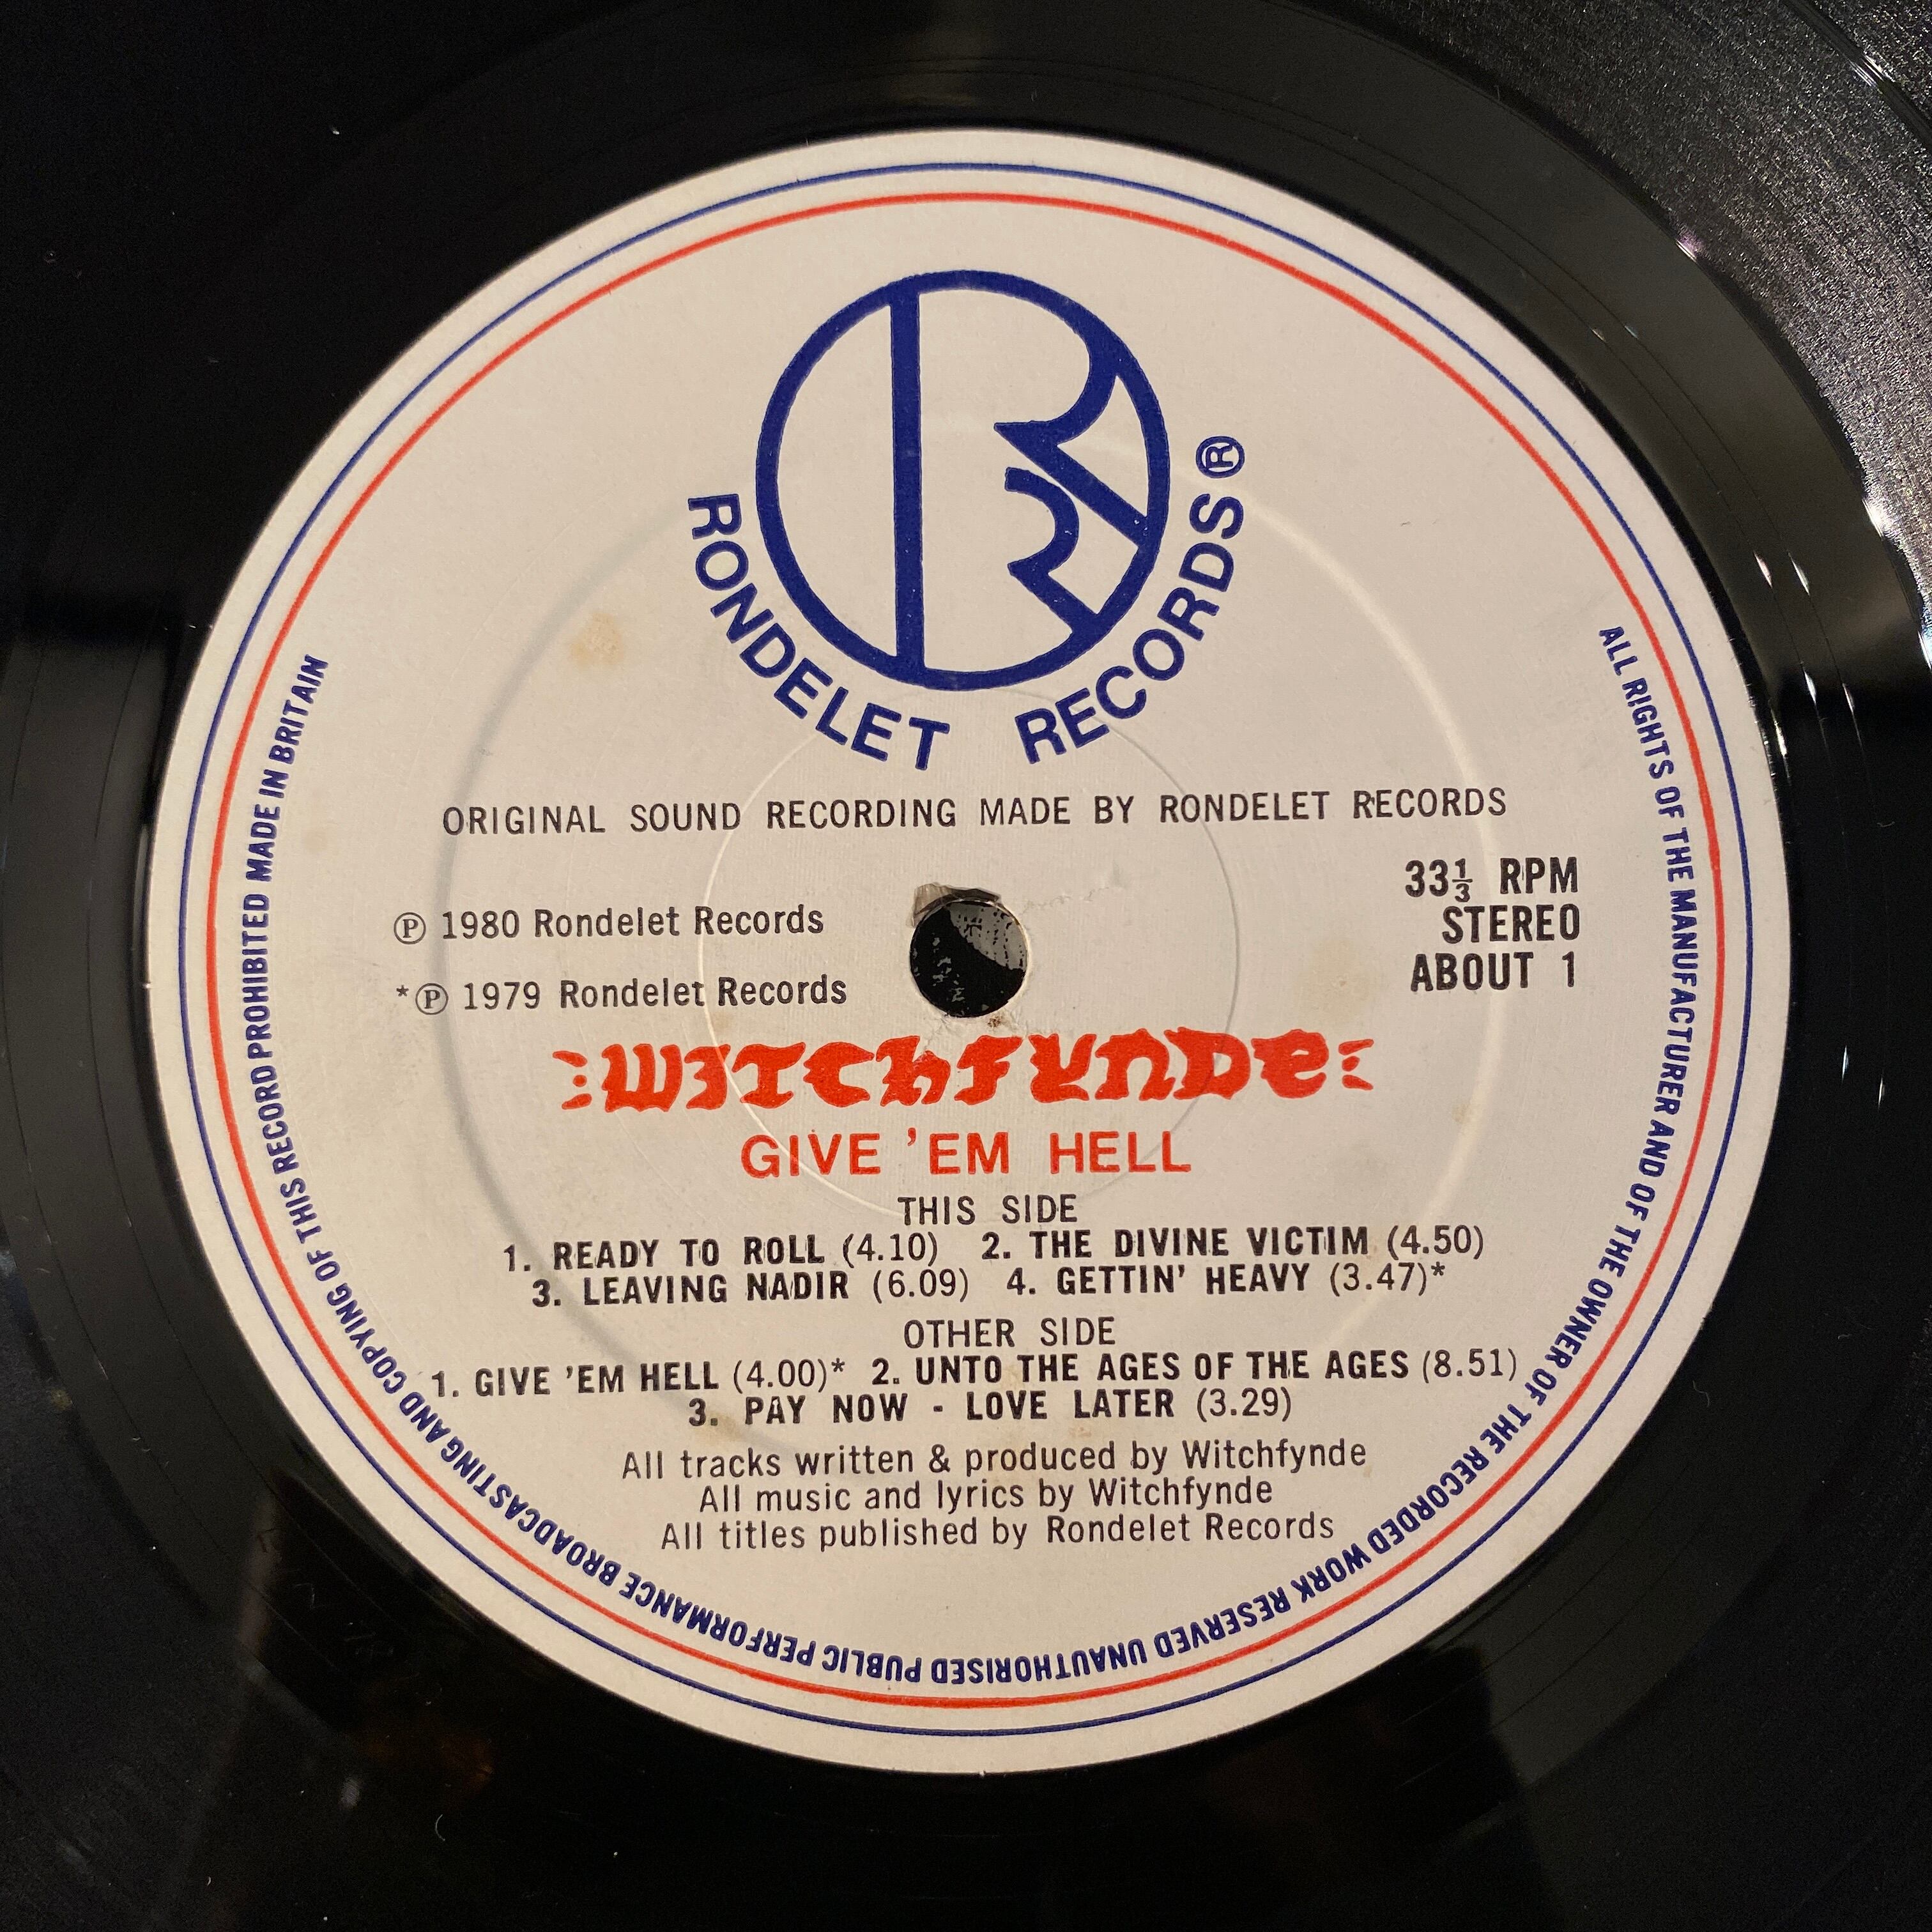 RONDELET RECORDS®
ORIGINAL SOUND RECORDING MADE BY RONDELET RECORDS
℗ 1980 Rondelet Records
*℗ 1979 Rondelet Records
33⅓ RPM
STEREO
ABOUT 1
WITCHFYNDE
GIVE 'EM HELL
THIS SIDE
1. READY TO ROLL (4.10) 2. THE DIVINE VICTIM (4.50)
3. LEAVING NADIR (6.09) 4. GETTIN' HEAVY (3.47)*
OTHER SIDE
1. GIVE 'EM HELL (4.00)* 2. UNTO THE AGES OF THE AGES (8.51)
3. PAY NOW - LOVE LATER (3.29)
All tracks written & produced by Witchfynde
All music and lyrics by Witchfynde
All titles published by Rondelet Records
ALL RIGHTS OF THE MANUFACTURER AND OF THE OWNER OF THE RECORDED WORK RESERVED UNAUTHORISED PUBLIC PERFORMANCE BROADCASTING AND COPYING OF THIS RECORD PROHIBITED MADE IN BRITAIN